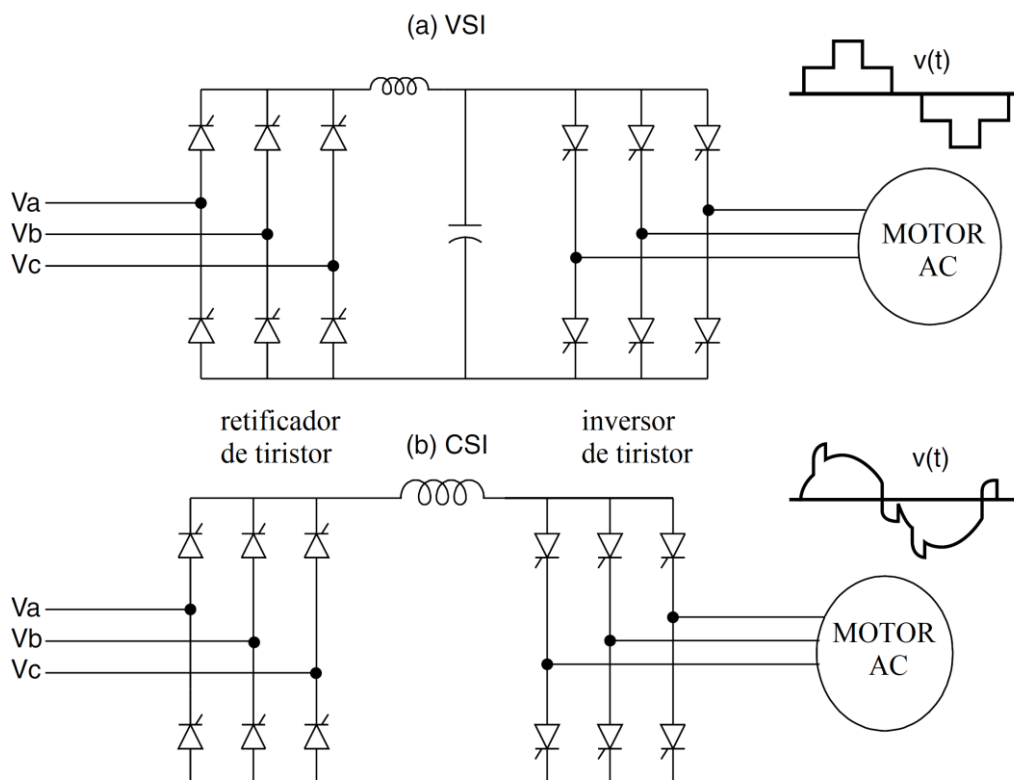 (a) VSI
v(t)
Va
Vb
Vc
MOTOR
AC
retificador
de tiristor
inversor
de tiristor
(b) CSI
v(t)
Va
Vb
Vc
MOTOR
AC